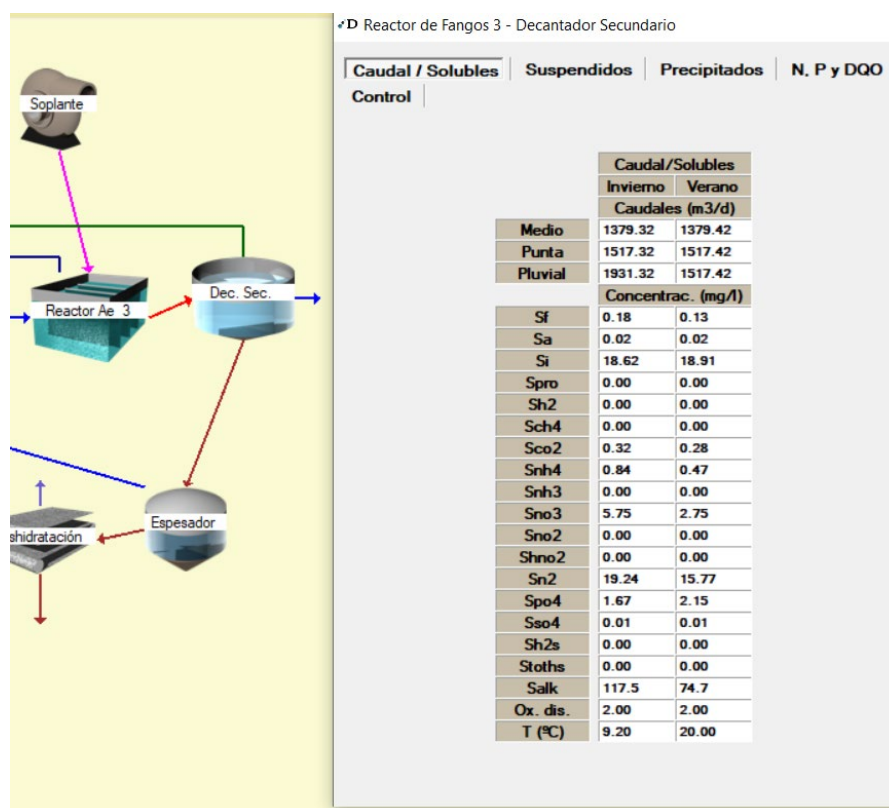 Soplante
Reactor Ae 3
Dec. Sec.
Espesador
shidratación
D Reactor de Fangos 3 - Decantador Secundario
Caudal / Solubles Suspendidos Precipitados N, P y DQO
Control
Caudal/Solubles
Invierno Verano
Caudales (m3/d)
Medio 1379.32 1379.42
Punta 1517.32 1517.42
Pluvial 1931.32 1517.42
Concentrac. (mg/l)
Sf 0.18 0.13
Sa 0.02 0.02
Si 18.62 18.91
Spro 0.00 0.00
Sh2 0.00 0.00
Sch4 0.00 0.00
Sco2 0.32 0.28
Snh4 0.84 0.47
Snh3 0.00 0.00
Sno3 5.75 2.75
Sno2 0.00 0.00
Shno2 0.00 0.00
Sn2 19.24 15.77
Spo4 1.67 2.15
Sso4 0.01 0.01
Sh2s 0.00 0.00
Stoths 0.00 0.00
Salk 117.5 74.7
Ox. dis. 2.00 2.00
T (ºC) 9.20 20.00